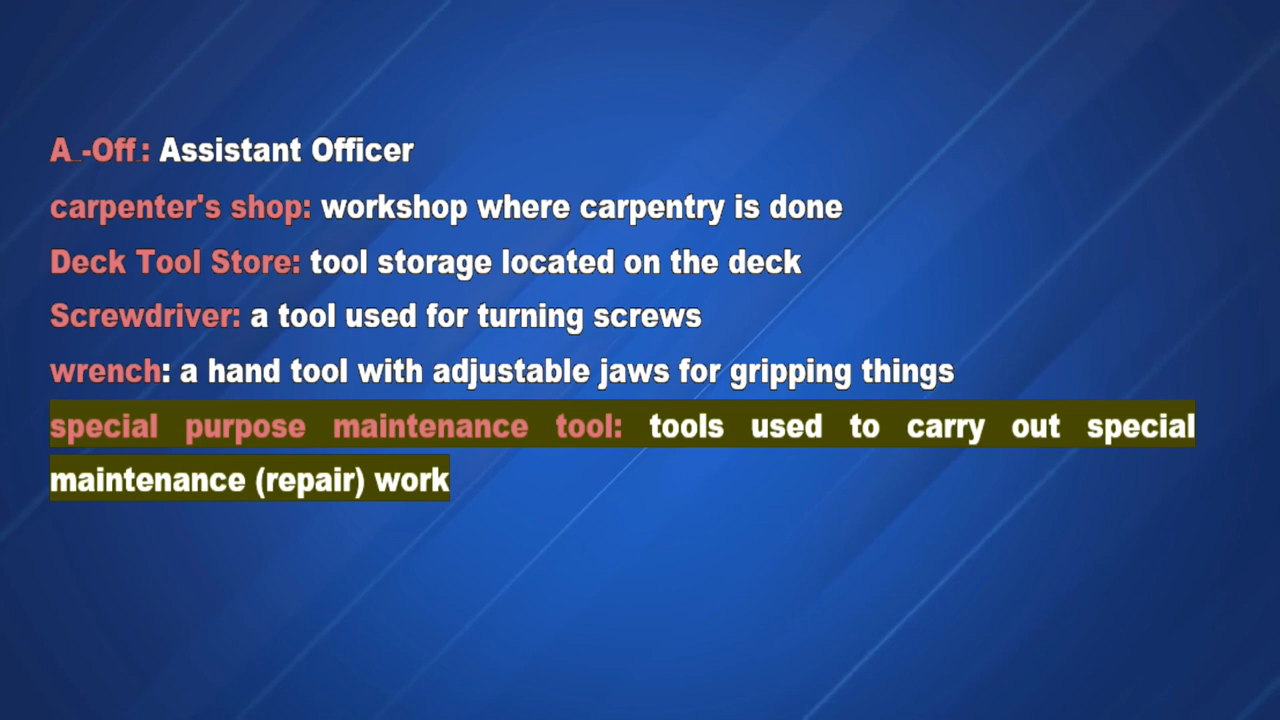 A_-Off.: Assistant Officer
carpenter's shop: workshop where carpentry is done
Deck Tool Store: tool storage located on the deck
Screwdriver: a tool used for turning screws
wrench: a hand tool with adjustable jaws for gripping things
special purpose maintenance tool: tools used to carry out special
maintenance (repair) work